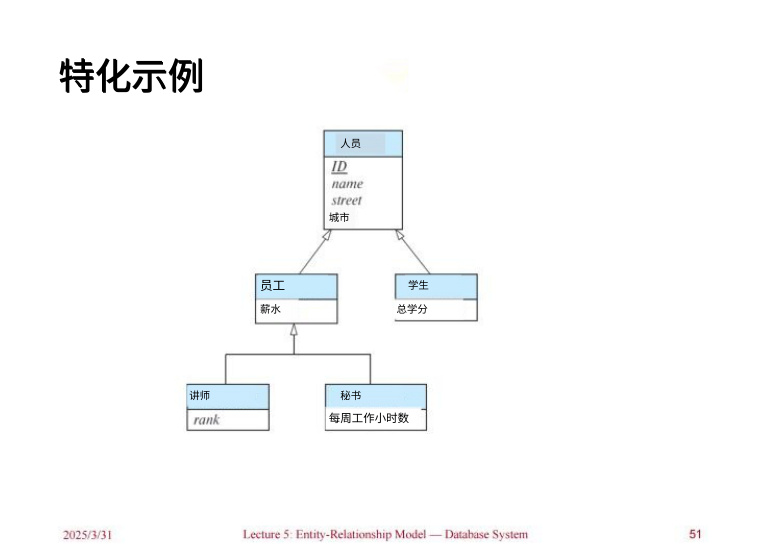 特化示例
人员
ID
name
street
城市
员工
薪水
学生
总学分
讲师
rank
秘书
每周工作小时数
2025/3/31
Lecture 5: Entity-Relationship Model — Database System
51